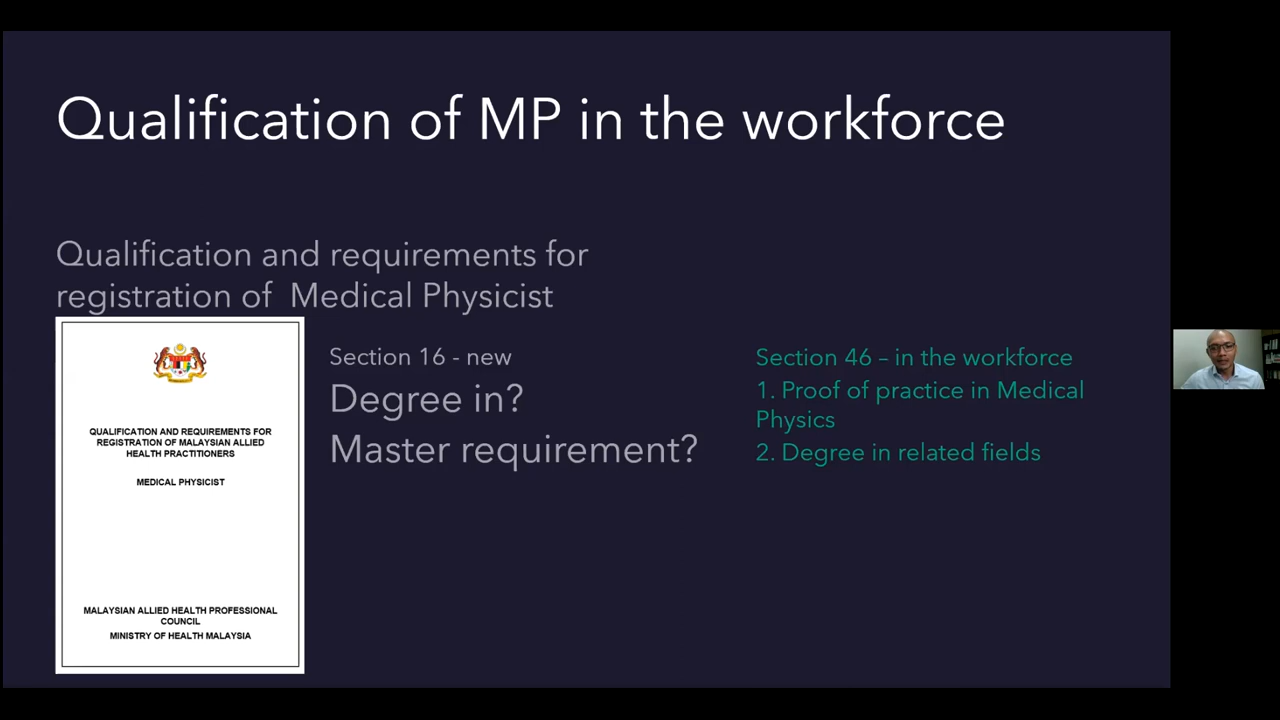 Qualification of MP in the workforce
Qualification and requirements for
registration of Medical Physicist
QUALIFICATION AND REQUIREMENTS FOR
REGISTRATION OF MALAYSIAN ALLIED
HEALTH PRACTITIONERS
MEDICAL PHYSICIST
MALAYSIAN ALLIED HEALTH PROFESSIONAL
COUNCIL
MINISTRY OF HEALTH MALAYSIA
Section 16 - new
Degree in?
Master requirement?
Section 46 – in the workforce
1. Proof of practice in Medical
Physics
2. Degree in related fields